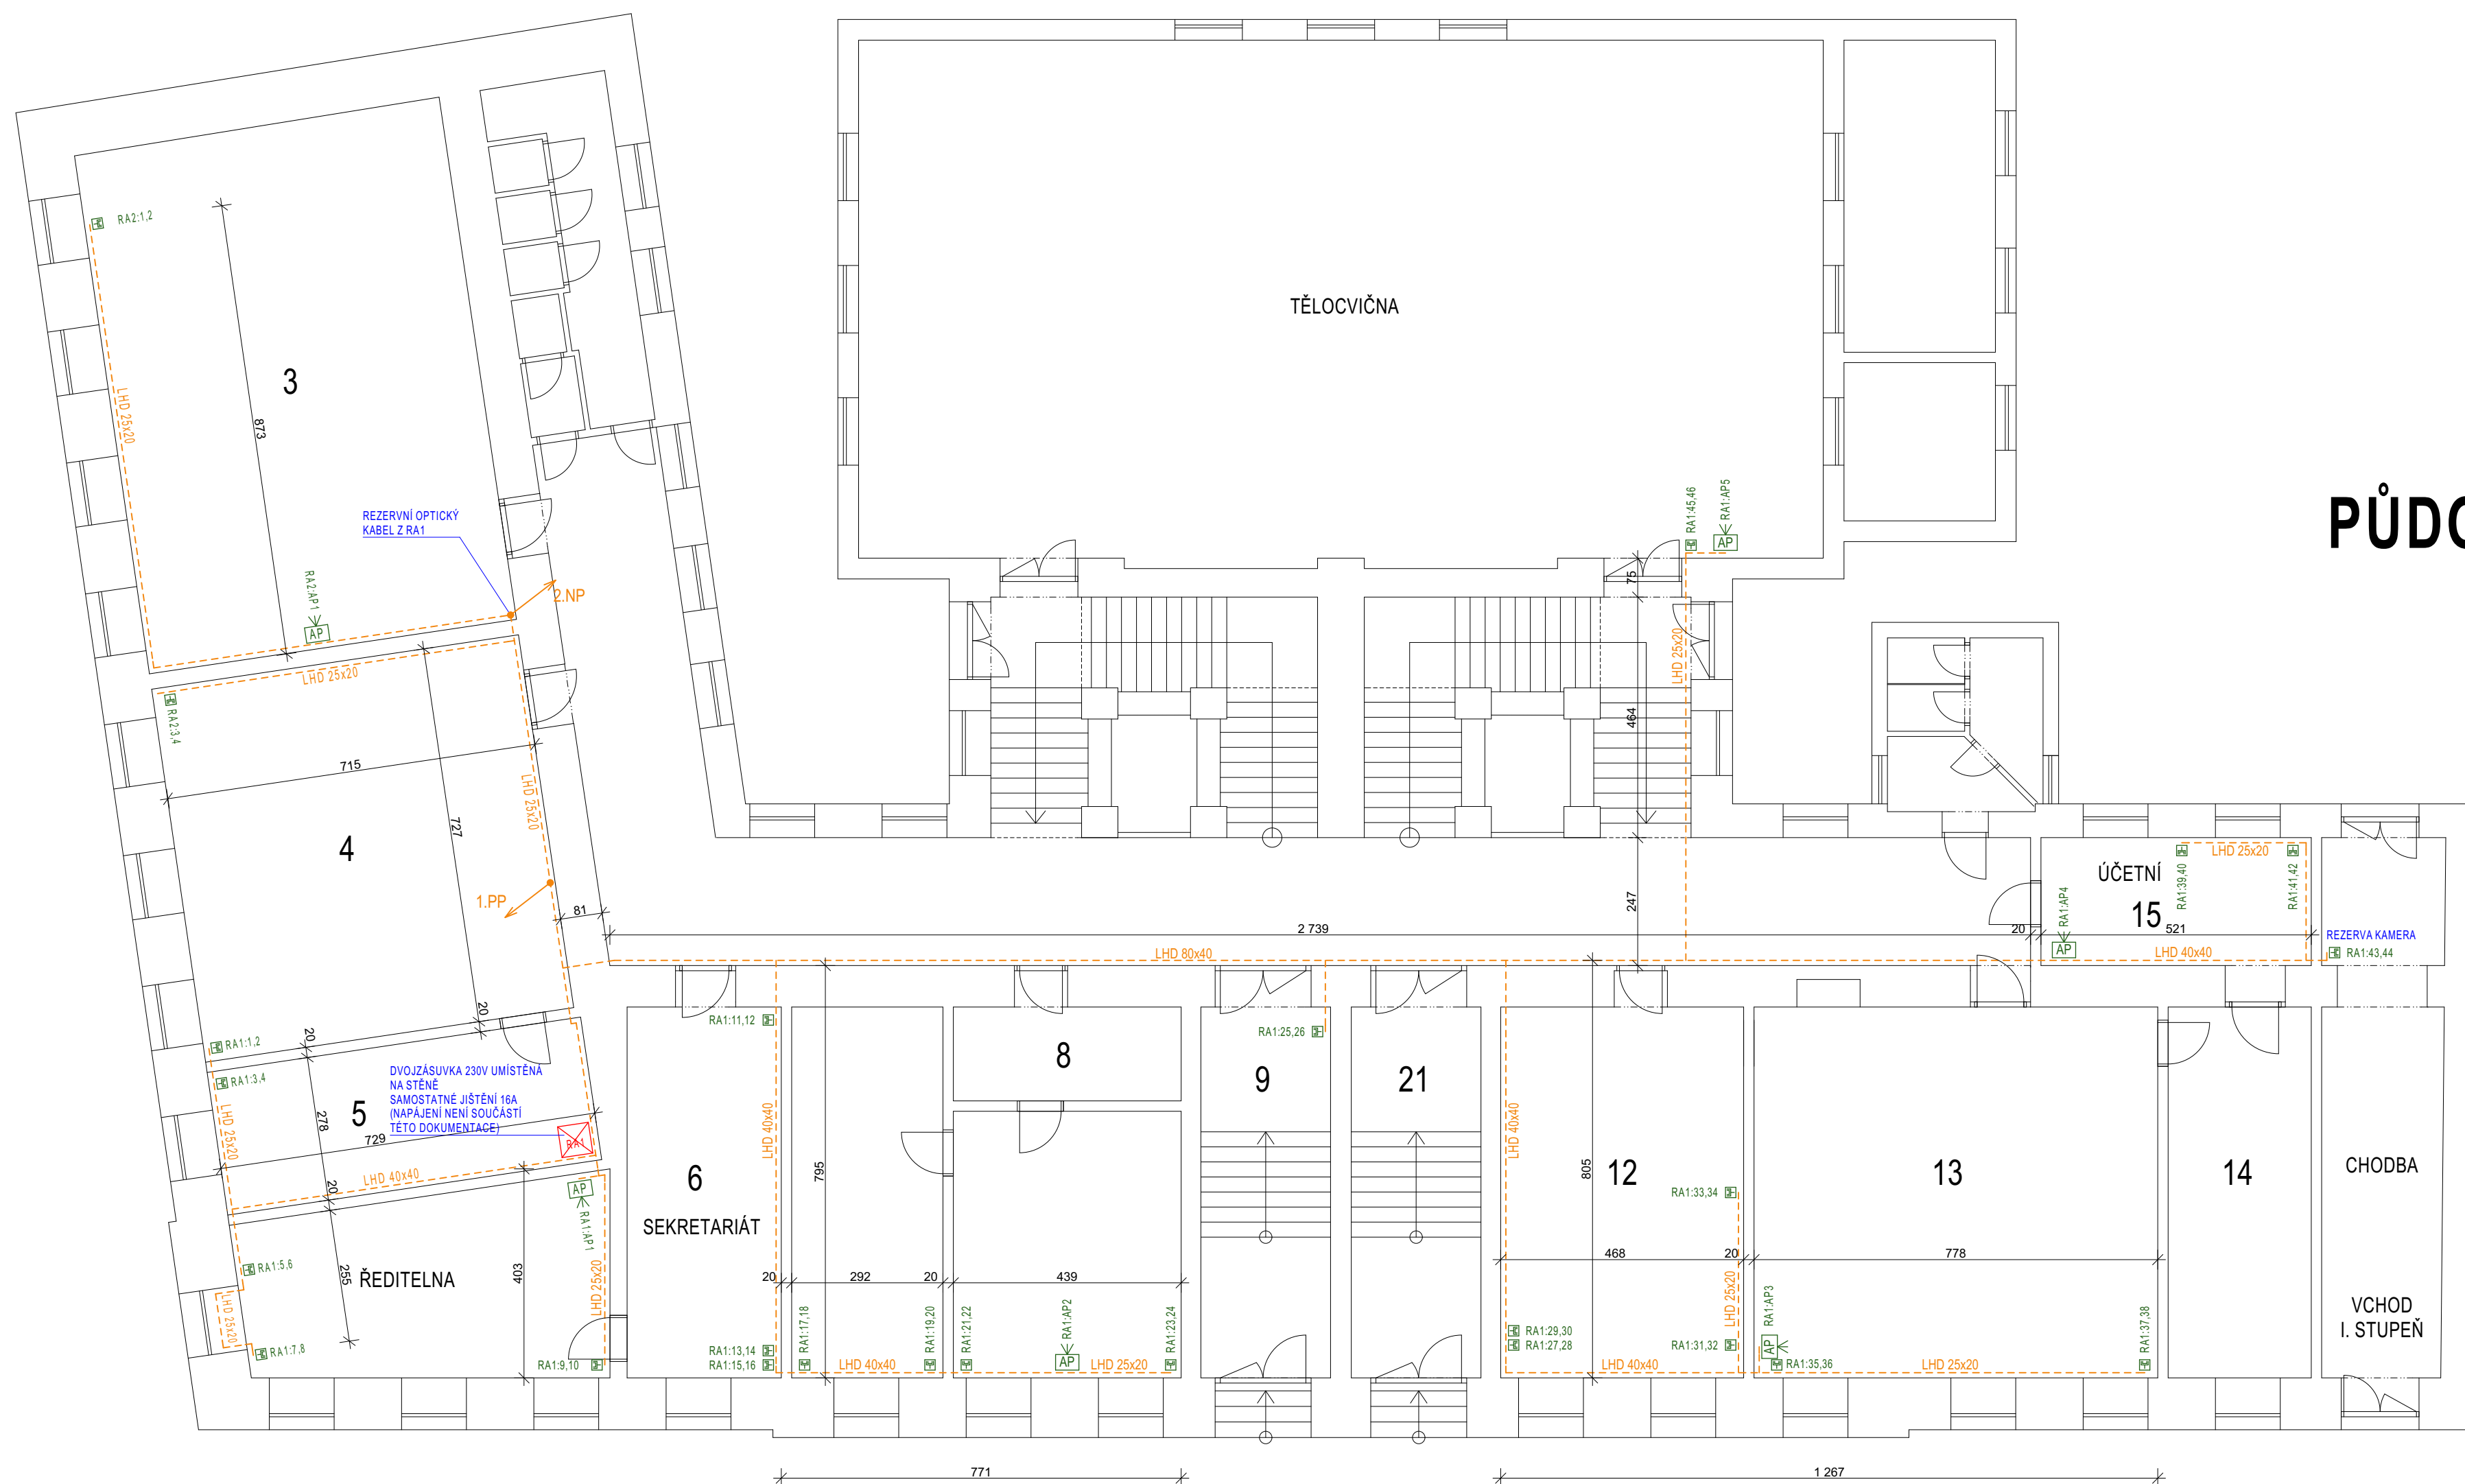 RA2:1,2
TĚLOCVIČNA
3
LHD 25x20
873
REZERVNÍ OPTICKÝ
KABEL Z RA1
RA1:45,46
RA1:AP5
AP
PŮDO
RA2:AP1
AP
2.NP
75
LHD 25x20
LHD 25x20
RA2:3,4
464
715
LHD 25x20
727
4
1.PP
81
247
2 739
20
521
ÚČETNÍ
15
LHD 25x20
RA1:39,40
RA1:41,42
RA1:AP4
AP
REZERVA KAMERA
RA1:43,44
LHD 80x40
LHD 40x40
20
20
RA1:1,2
RA1:3,4
RA1:11,12
RA1:25,26
8
9
21
DVOJZÁSUVKA 230V UMÍSTĚNA
NA STĚNĚ
SAMOSTATNÉ JIŠTĚNÍ 16A
(NAPÁJENÍ NENÍ SOUČÁSTÍ
TÉTO DOKUMENTACE)
5
278
729
RA1
LHD 25x20
LHD 40x40
20
LHD 40x40
795
LHD 40x40
805
6
SEKRETARIÁT
12
13
14
CHODBA
RA1:33,34
AP
RA1:AP1
RA1:5,6
255
ŘEDITELNA
403
LHD 25x20
LHD 25x20
RA1:7,8
RA1:9,10
20
292
20
439
468
20
778
RA1:13,14
RA1:15,16
RA1:17,18
LHD 40x40
RA1:19,20
RA1:21,22
RA1:AP2
AP
LHD 25x20
RA1:23,24
RA1:29,30
RA1:27,28
LHD 40x40
RA1:31,32
LHD 25x20
RA1:AP3
AP
RA1:35,36
LHD 25x20
RA1:37,38
VCHOD
I. STUPEŇ
771
1 267